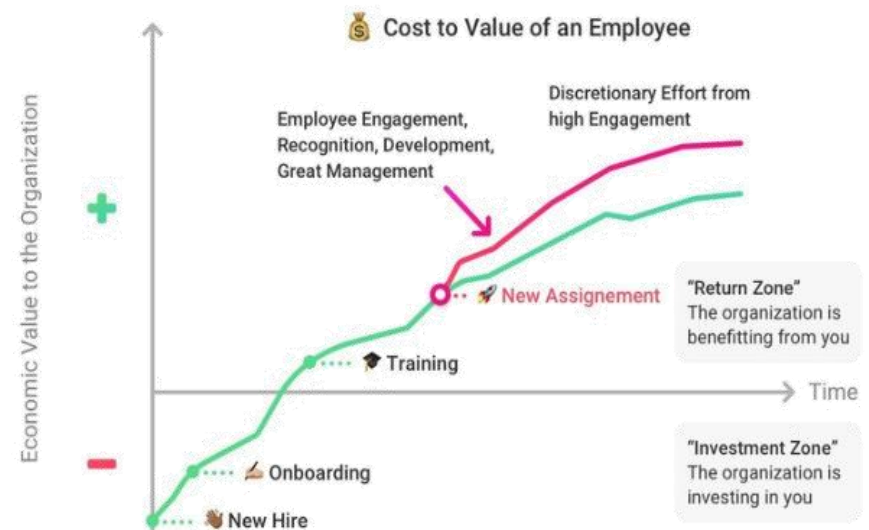 Cost to Value of an Employee
Economic Value to the Organization
Employee Engagement,
Recognition, Development,
Great Management
Discretionary Effort from
high Engagement
New Assignement
"Return Zone"
The organization is
benefitting from you
Training
Time
"Investment Zone"
The organization is
investing in you
Onboarding
New Hire